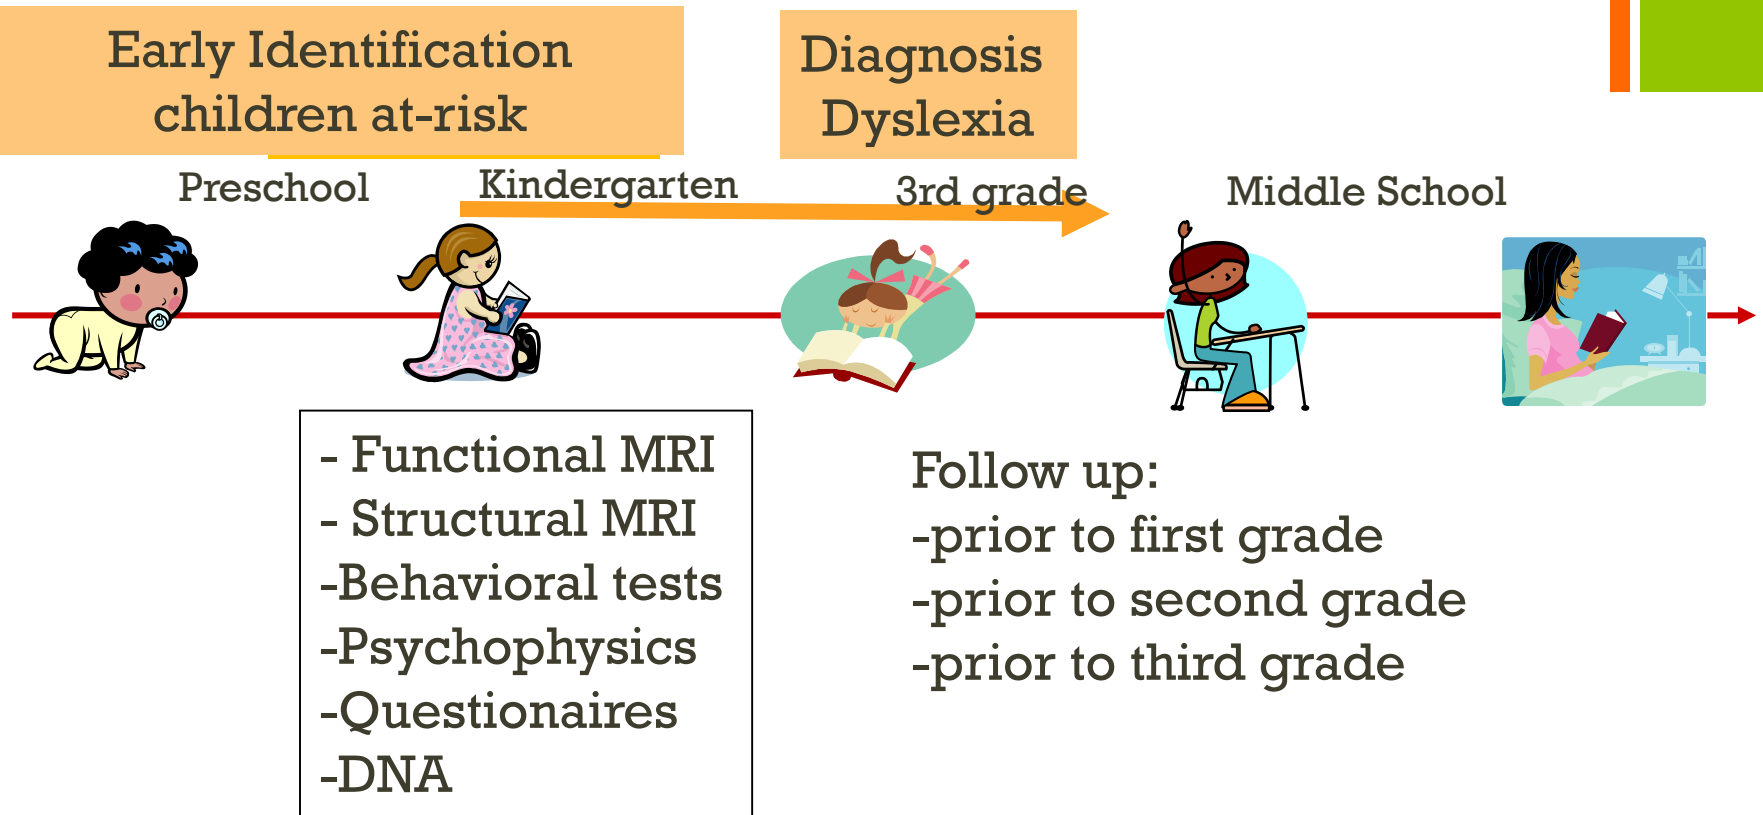 Early Identification
children at-risk
Diagnosis
Dyslexia
Preschool
Kindergarten
3rd grade
Middle School
- Functional MRI
- Structural MRI
-Behavioral tests
-Psychophysics
-Questionaires
-DNA
Follow up:
-prior to first grade
-prior to second grade
-prior to third grade